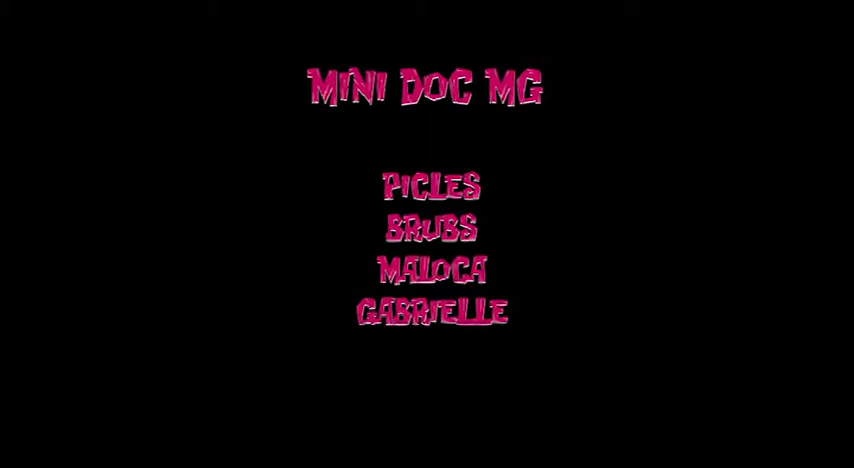 MINI DOC MG
PICLES
BRUBS
MALOCA
GABRIELLE